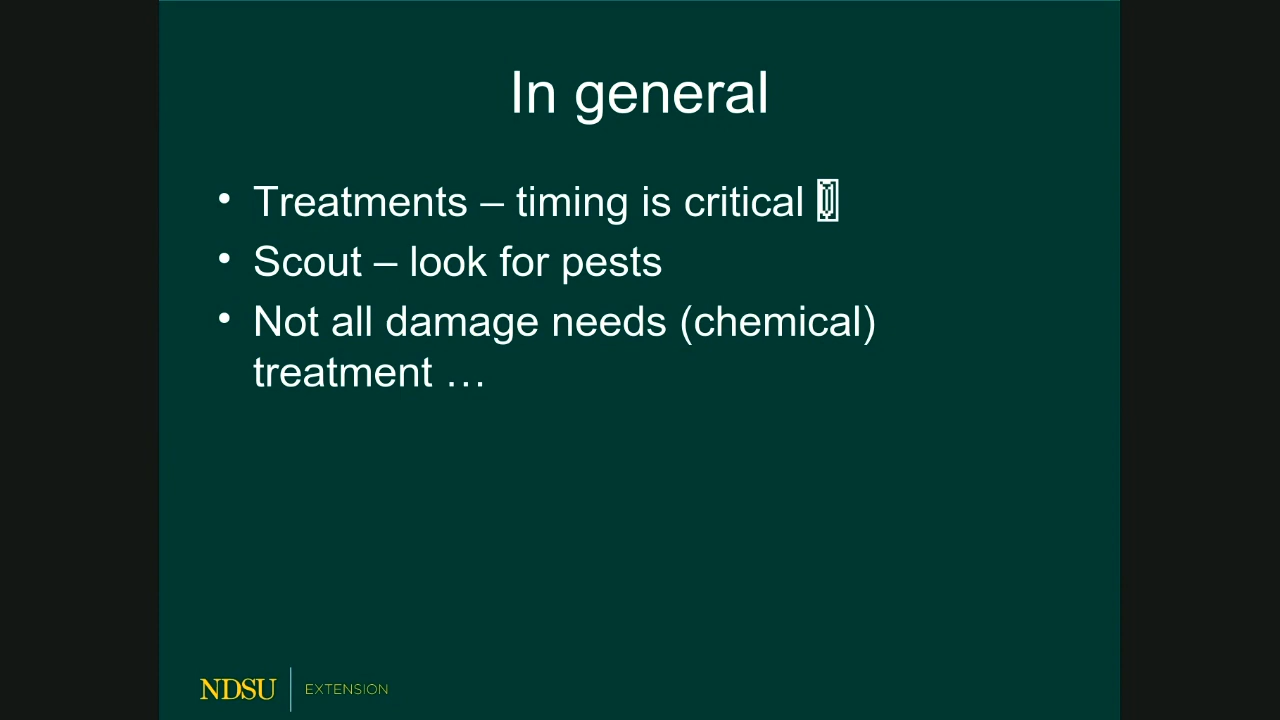 In general
• Treatments – timing is critical
• Scout – look for pests
• Not all damage needs (chemical)
treatment …
NDSU | EXTENSION